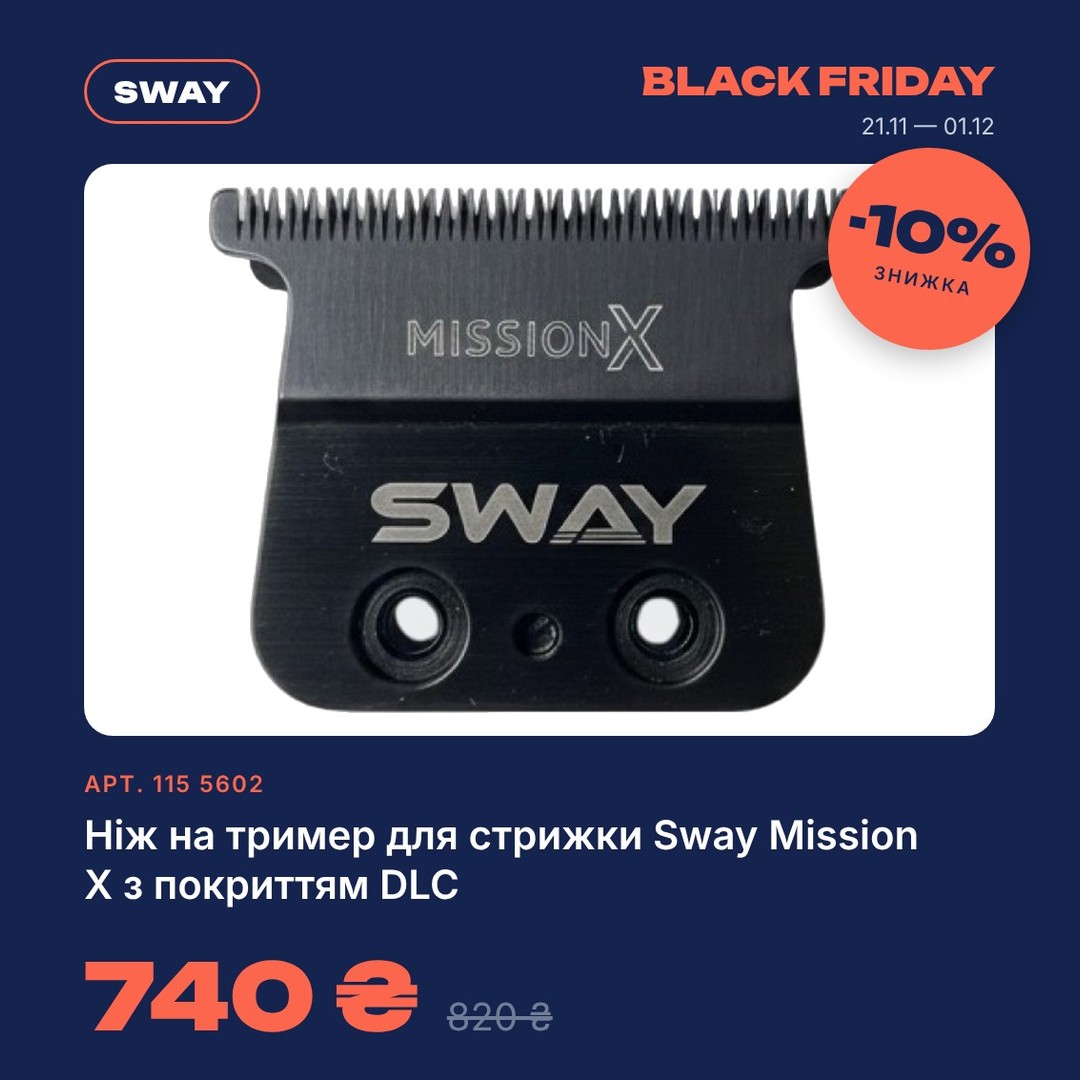 SWAY
BLACK FRIDAY
21.11 — 01.12
-10%
ЗНИЖКА
MISSION X
SWAY
АРТ. 115 5602
Ніж на тример для стрижки Sway Mission
X з покриттям DLC
740 ₴ 820 ₴